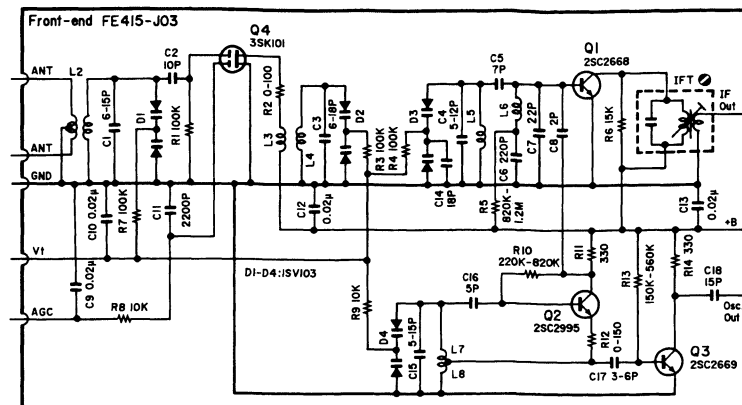 Front-end FE415-J03
ANT
ANT
GND
Vt
AGC
L2
C1 6-15P
D1
C2
10P
R1 100K
Q4
3SK101
R2 0-100
L3
L4
C3
6-18P
D2
R3 100K
R4 100K
D3
C4
5-12P
L5
C5
7P
L6
C6 220P
C7 22P
C8 2P
Q1
2SC2668
R6 15K
IFT
IF
Out
C10 0.02μ
R7 100K
C11
2200P
C12
0.02μ
C14
18P
R5
820K-
1.2M
C13
0.02μ
+B
C9 0.02μ
R8 10K
D1-D4:1SV103
R9 10K
D4
C15
5-15P
L7
L8
C16
5P
R10
220K-820K
R11
330
Q2
2SC2995
R12
0-150
C17 3-6P
R13
150K-560K
R14 330
C18
15P
Osc
Out
Q3
2SC2669